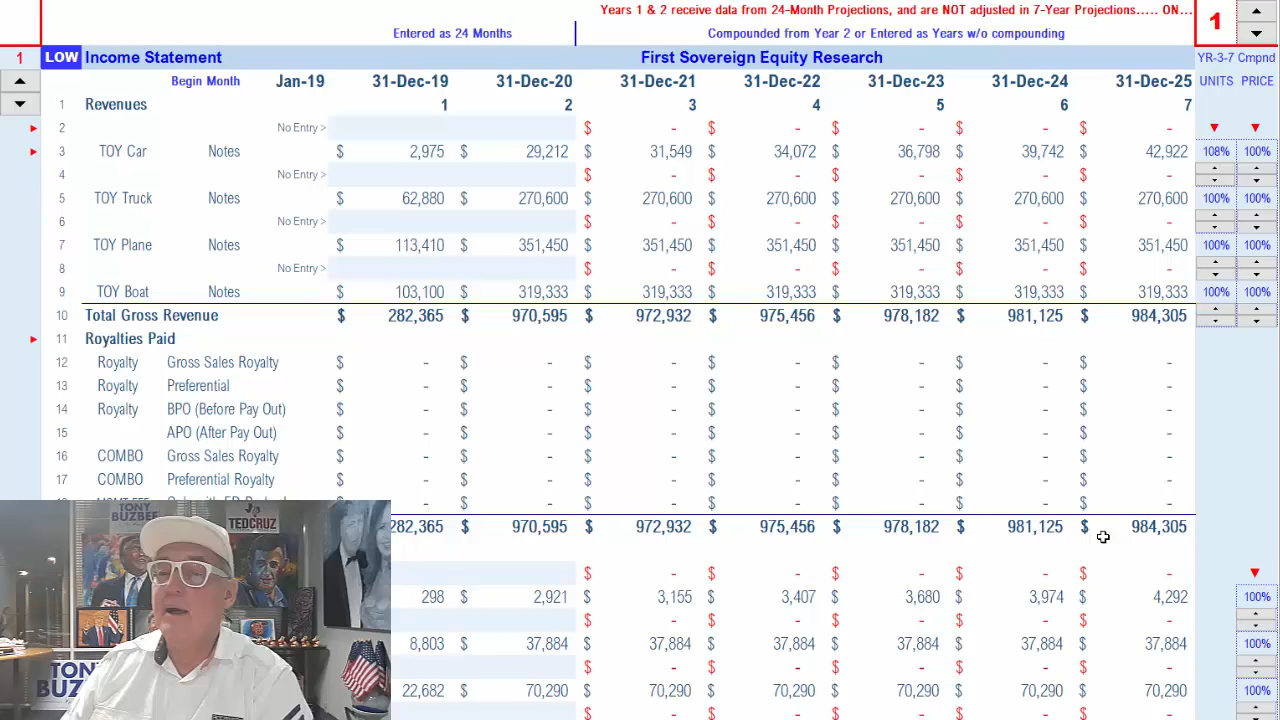 Years 1 & 2 receive data from 24-Month Projections, and are NOT adjusted in 7-Year Projections..... ON... 1
Entered as 24 Months Compounded from Year 2 or Entered as Years w/o compounding
1 LOW Income Statement First Sovereign Equity Research YR-3-7 Cmpnd
Begin Month Jan-19 31-Dec-19 31-Dec-20 31-Dec-21 31-Dec-22 31-Dec-23 31-Dec-24 31-Dec-25 UNITS PRICE
1 Revenues 1 2 3 4 5 6 7
2 No Entry > $ - $ - $ - $ - $ -
3 TOY Car Notes $ 2,975 $ 29,212 $ 31,549 $ 34,072 $ 36,798 $ 39,742 $ 42,922 108% 100%
4 No Entry > $ - $ - $ - $ - $ -
5 TOY Truck Notes $ 62,880 $ 270,600 $ 270,600 $ 270,600 $ 270,600 $ 270,600 $ 270,600 100% 100%
6 No Entry > $ - $ - $ - $ - $ -
7 TOY Plane Notes $ 113,410 $ 351,450 $ 351,450 $ 351,450 $ 351,450 $ 351,450 $ 351,450 100% 100%
8 No Entry > $ - $ - $ - $ - $ -
9 TOY Boat Notes $ 103,100 $ 319,333 $ 319,333 $ 319,333 $ 319,333 $ 319,333 $ 319,333 100% 100%
10 Total Gross Revenue $ 282,365 $ 970,595 $ 972,932 $ 975,456 $ 978,182 $ 981,125 $ 984,305
11 Royalties Paid
12 Royalty Gross Sales Royalty $ - $ - $ - $ - $ - $ - $ -
13 Royalty Preferential $ - $ - $ - $ - $ - $ - $ -
14 Royalty BPO (Before Pay Out) $ - $ - $ - $ - $ - $ - $ -
15 APO (After Pay Out) $ - $ - $ - $ - $ - $ - $ -
16 COMBO Gross Sales Royalty $ - $ - $ - $ - $ - $ - $ -
17 COMBO Preferential Royalty $ - $ - $ - $ - $ - $ - $ -
$ - $ - $ - $ - $ - $ - $ -
282,365 $ 970,595 $ 972,932 $ 975,456 $ 978,182 $ 981,125 $ 984,305
$ - $ - $ - $ - $ -
298 $ 2,921 $ 3,155 $ 3,407 $ 3,680 $ 3,974 $ 4,292 100%
$ - $ - $ - $ - $ -
8,803 $ 37,884 $ 37,884 $ 37,884 $ 37,884 $ 37,884 $ 37,884 100%
$ - $ - $ - $ - $ -
22,682 $ 70,290 $ 70,290 $ 70,290 $ 70,290 $ 70,290 $ 70,290 100%
$ - $ - $ - $ - $ -
TONY
BUZBEE
TED CRUZ
TONY
BUZBEE